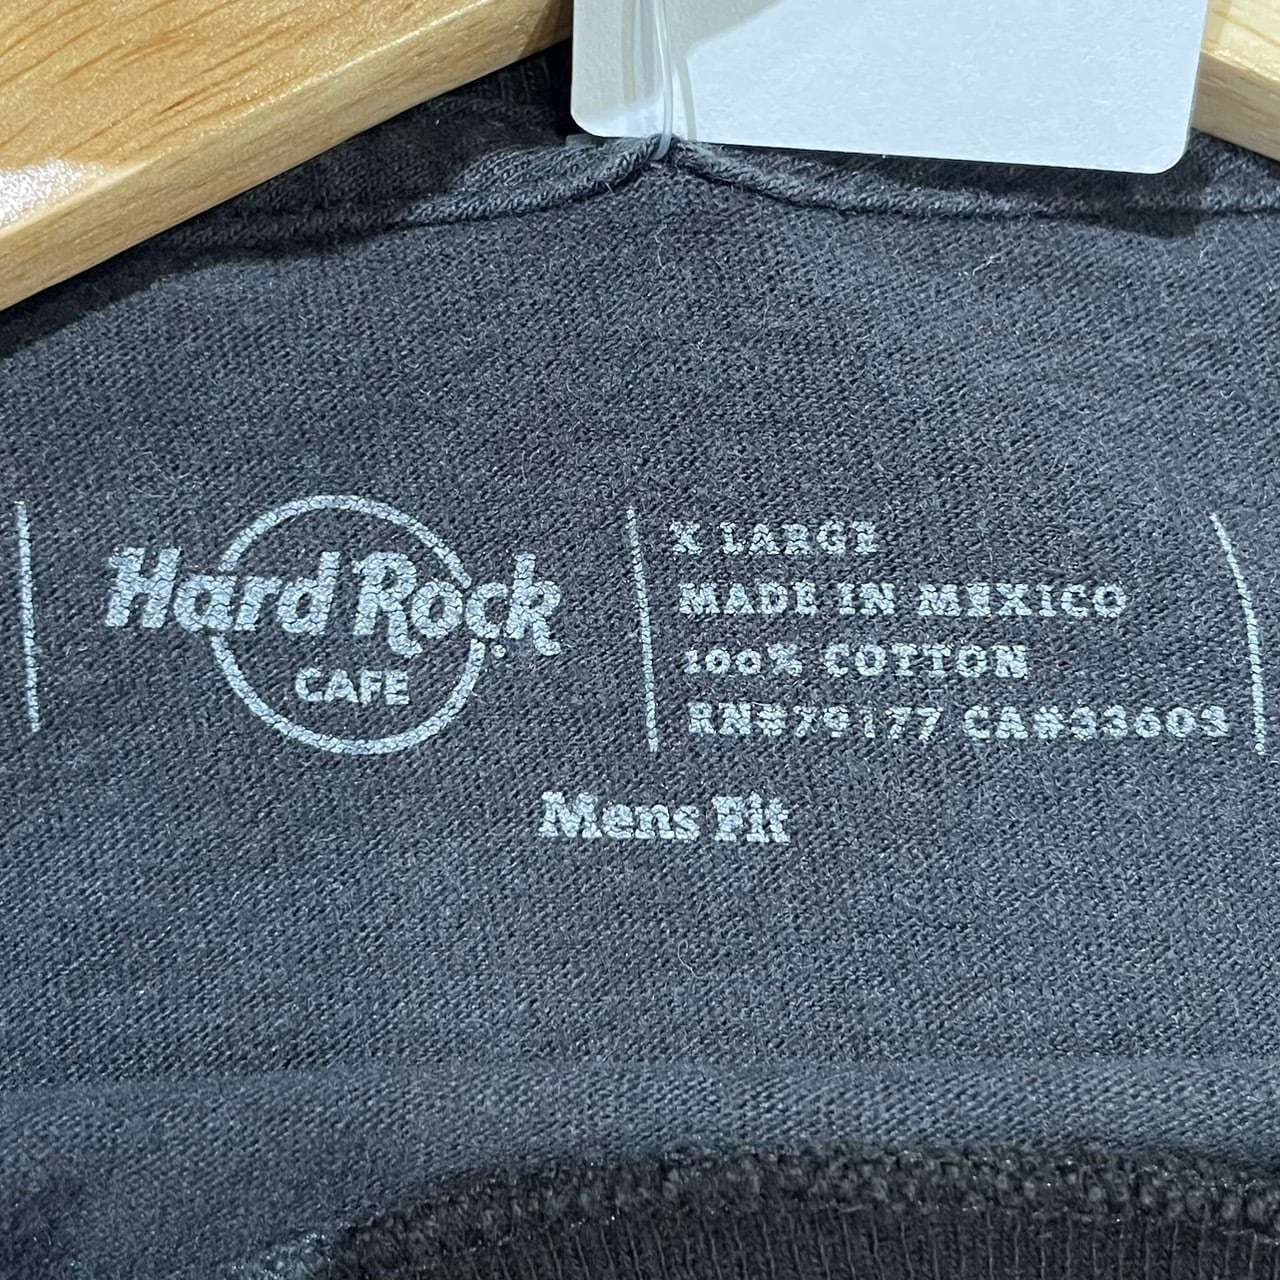 Hard Rock
CAFE
X LARGE
MADE IN MEXICO
100% COTTON
RN#79177 CA#33603
Mens Fit